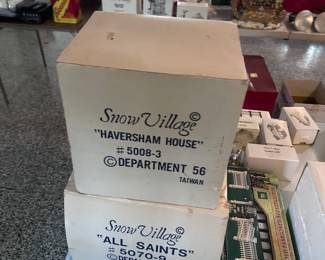 Snow Village©
"HAVERSHAM HOUSE"
# 5008-3
©DEPARTMENT 56
TAIWAN
Snow Village©
"ALL SAINTS"
# 5070-9